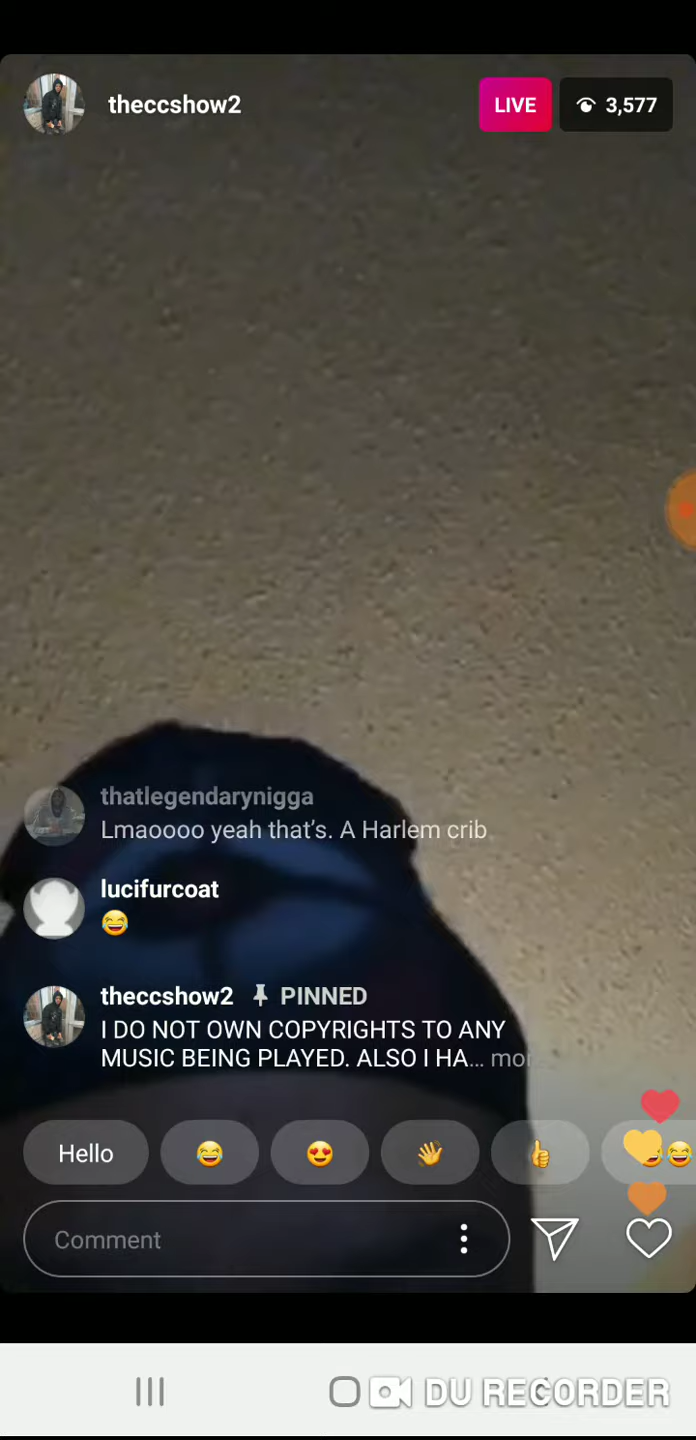 theccshow2
LIVE
3,577
thatlegendarynigga
Lmaoooo yeah that’s. A Harlem crib
lucifurcoat
😂
theccshow2 PINNED
I DO NOT OWN COPYRIGHTS TO ANY
MUSIC BEING PLAYED. ALSO I HA... mor
Hello
Comment
DU RECORDER